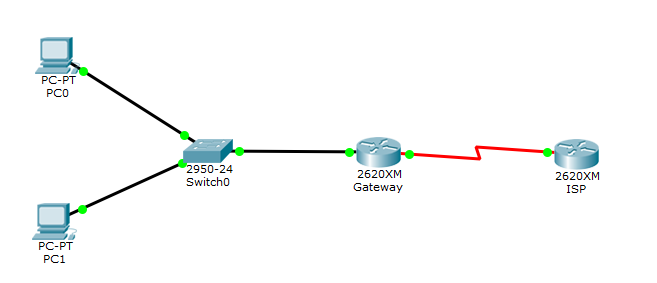 PC-PT
PC0
2950-24
Switch0
2620XM
Gateway
2620XM
ISP
PC-PT
PC1